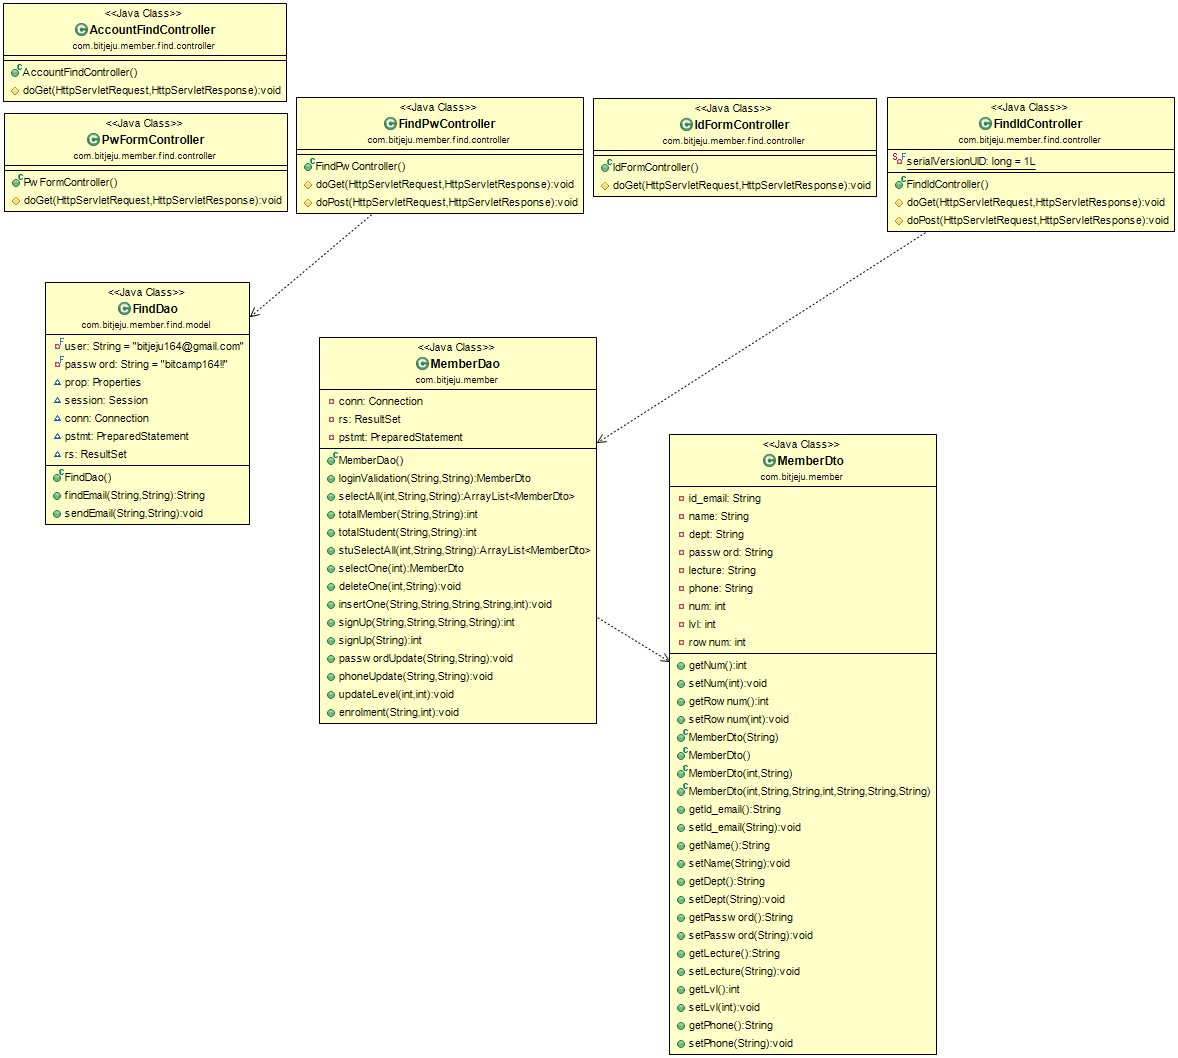 <<Java Class>>
AccountFindController
com.bitjeju.member.find.controller
AccountFindController()
doGet(HttpServletRequest,HttpServletResponse):void
<<Java Class>>
PwFormController
com.bitjeju.member.find.controller
PwFormController()
doGet(HttpServletRequest,HttpServletResponse):void
<<Java Class>>
FindPwController
com.bitjeju.member.find.controller
FindPwController()
doGet(HttpServletRequest,HttpServletResponse):void
doPost(HttpServletRequest,HttpServletResponse):void
<<Java Class>>
IdFormController
com.bitjeju.member.find.controller
IdFormController()
doGet(HttpServletRequest,HttpServletResponse):void
<<Java Class>>
FindIdController
com.bitjeju.member.find.controller
serialVersionUID: long = 1L
FindIdController()
doGet(HttpServletRequest,HttpServletResponse):void
doPost(HttpServletRequest,HttpServletResponse):void
<<Java Class>>
FindDao
com.bitjeju.member.find.model
user: String = "bitjeju164@gmail.com"
password: String = "bitcamp164!!"
prop: Properties
session: Session
conn: Connection
pstmt: PreparedStatement
rs: ResultSet
FindDao()
findEmail(String,String):String
sendEmail(String,String):void
<<Java Class>>
MemberDao
com.bitjeju.member
conn: Connection
rs: ResultSet
pstmt: PreparedStatement
MemberDao()
loginValidation(String,String):MemberDto
selectAll(int,String,String):ArrayList<MemberDto>
totalMember(String,String):int
totalStudent(String,String):int
stuSelectAll(int,String,String):ArrayList<MemberDto>
selectOne(int):MemberDto
deleteOne(int,String):void
insertOne(String,String,String,String,int):void
signUp(String,String,String,String):int
signUp(String):int
passwordUpdate(String,String):void
phoneUpdate(String,String):void
updateLevel(int,int):void
enrolment(String,int):void
<<Java Class>>
MemberDto
com.bitjeju.member
id_email: String
name: String
dept: String
password: String
lecture: String
phone: String
num: int
lvl: int
rownum: int
getNum():int
setNum(int):void
getRownum():int
setRownum(int):void
MemberDto(String)
MemberDto()
MemberDto(int,String)
MemberDto(int,String,String,int,String,String,String)
getId_email():String
setId_email(String):void
getName():String
setName(String):void
getDept():String
setDept(String):void
getPassword():String
setPassword(String):void
getLecture():String
setLecture(String):void
getLvl():int
setLvl(int):void
getPhone():String
setPhone(String):void